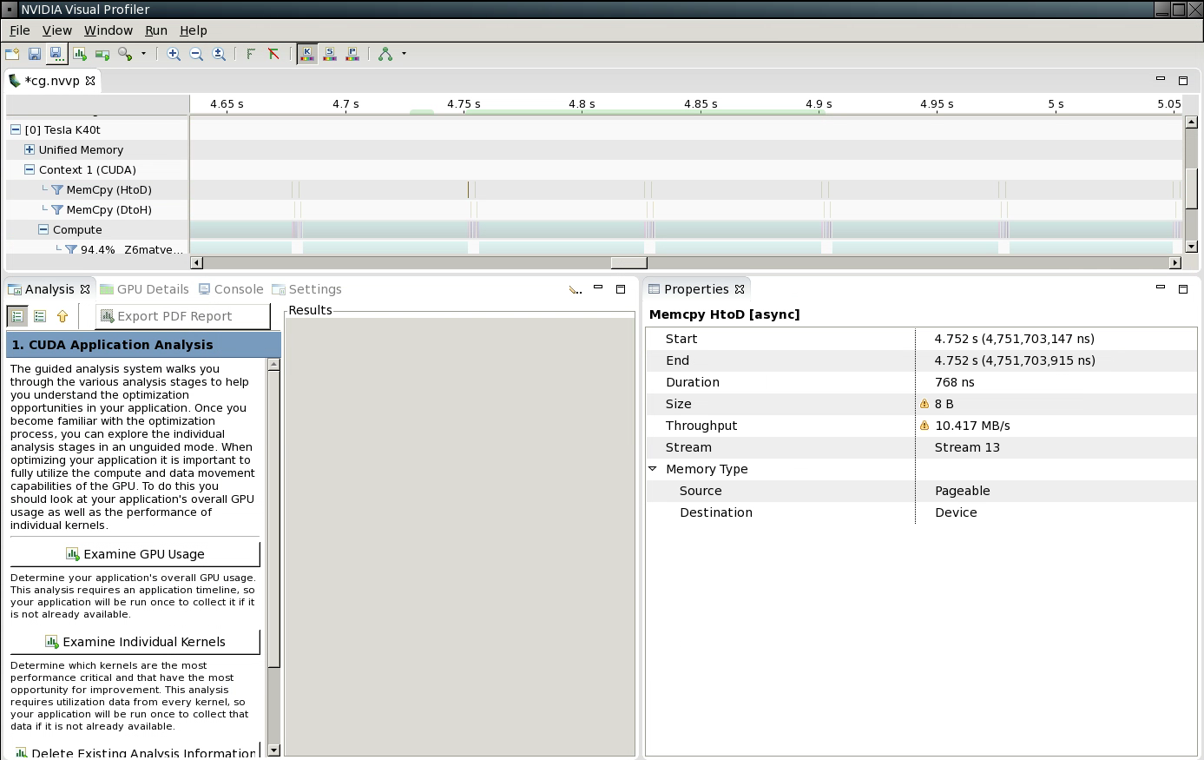 NVIDIA Visual Profiler
File View Window Run Help
*cg.nvvp
4.65 s 4.7 s 4.75 s 4.8 s 4.85 s 4.9 s 4.95 s 5 s 5.05
[0] Tesla K40t
Unified Memory
Context 1 (CUDA)
MemCpy (HtoD)
MemCpy (DtoH)
Compute
94.4% Z6matve...
Analysis GPU Details Console Settings
Export PDF Report
1. CUDA Application Analysis
The guided analysis system walks you
through the various analysis stages to help
you understand the optimization
opportunities in your application. Once you
become familiar with the optimization
process, you can explore the individual
analysis stages in an unguided mode. When
optimizing your application it is important to
fully utilize the compute and data movement
capabilities of the GPU. To do this you
should look at your application's overall GPU
usage as well as the performance of
individual kernels.
Examine GPU Usage
Determine your application's overall GPU usage.
This analysis requires an application timeline, so
your application will be run once to collect it if it
is not already available.
Examine Individual Kernels
Determine which kernels are the most
performance critical and that have the most
opportunity for improvement. This analysis
requires utilization data from every kernel, so
your application will be run once to collect that
data if it is not already available.
Delete Existing Analysis Information
Results
Properties
Memcpy HtoD [async]
Start 4.752 s (4,751,703,147 ns)
End 4.752 s (4,751,703,915 ns)
Duration 768 ns
Size 8 B
Throughput 10.417 MB/s
Stream Stream 13
Memory Type
Source Pageable
Destination Device